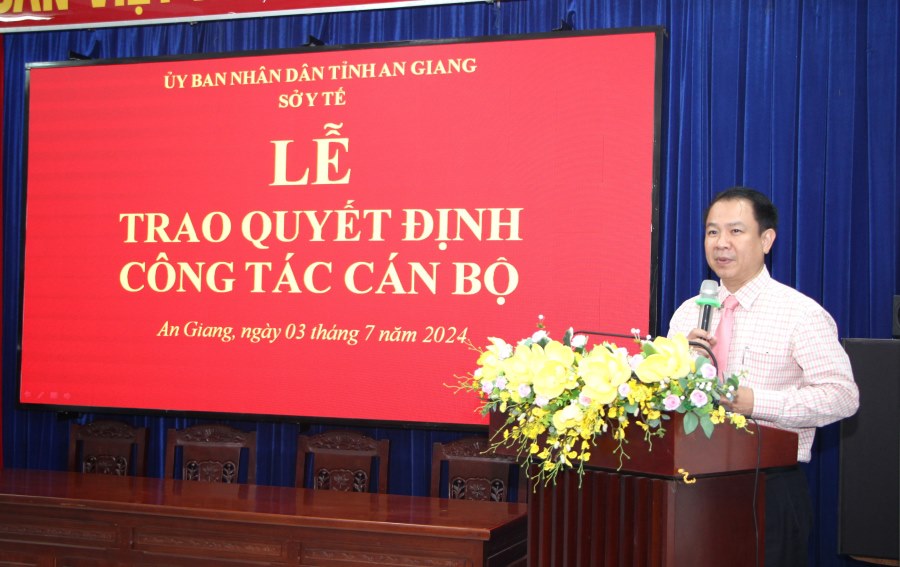 VIỆT
ỦY BAN NHÂN DÂN TỈNH AN GIANG
SỞ Y TẾ
LỄ
TRAO QUYẾT ĐỊNH
CÔNG TÁC CÁN BỘ
An Giang, ngày 03 tháng 7 năm 2024